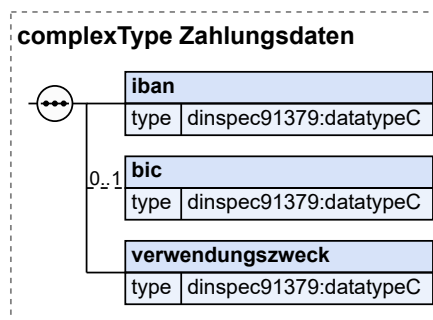 complexType Zahlungsdaten
iban
type dinspec91379:datatypeC
0..1
bic
type dinspec91379:datatypeC
verwendungszweck
type dinspec91379:datatypeC